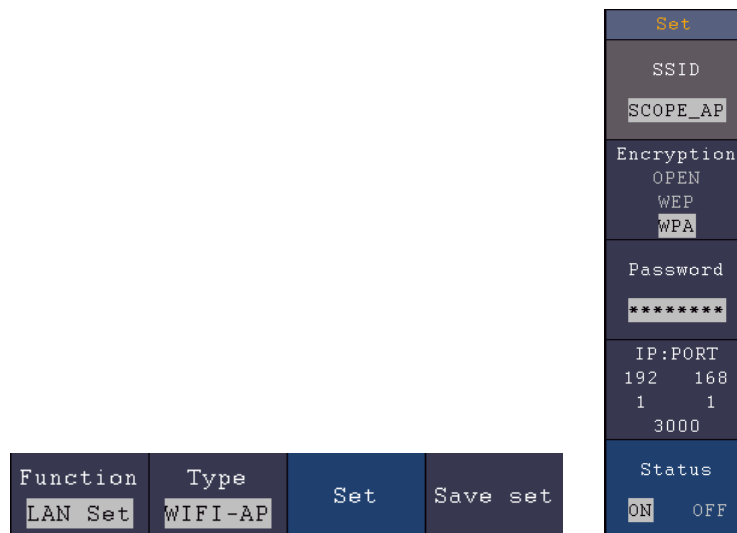 Set
SSID
SCOPE_AP
Encryption
OPEN
WEP
WPA
Password
********
IP:PORT
192 168
1 1
3000
Status
ON OFF
Function Type Set Save set
LAN Set WIFI-AP